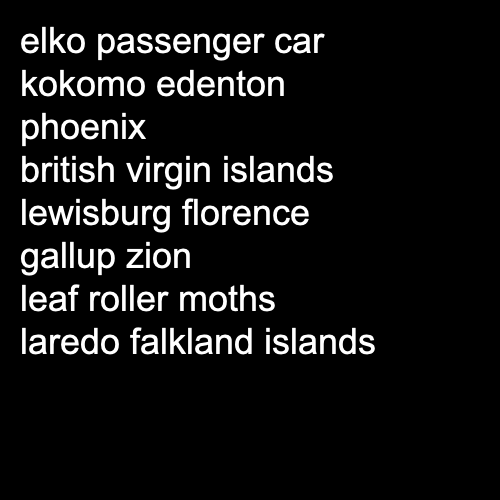 elko passenger car
kokomo edenton
phoenix
british virgin islands
lewisburg florence
gallup zion
leaf roller moths
laredo falkland islands